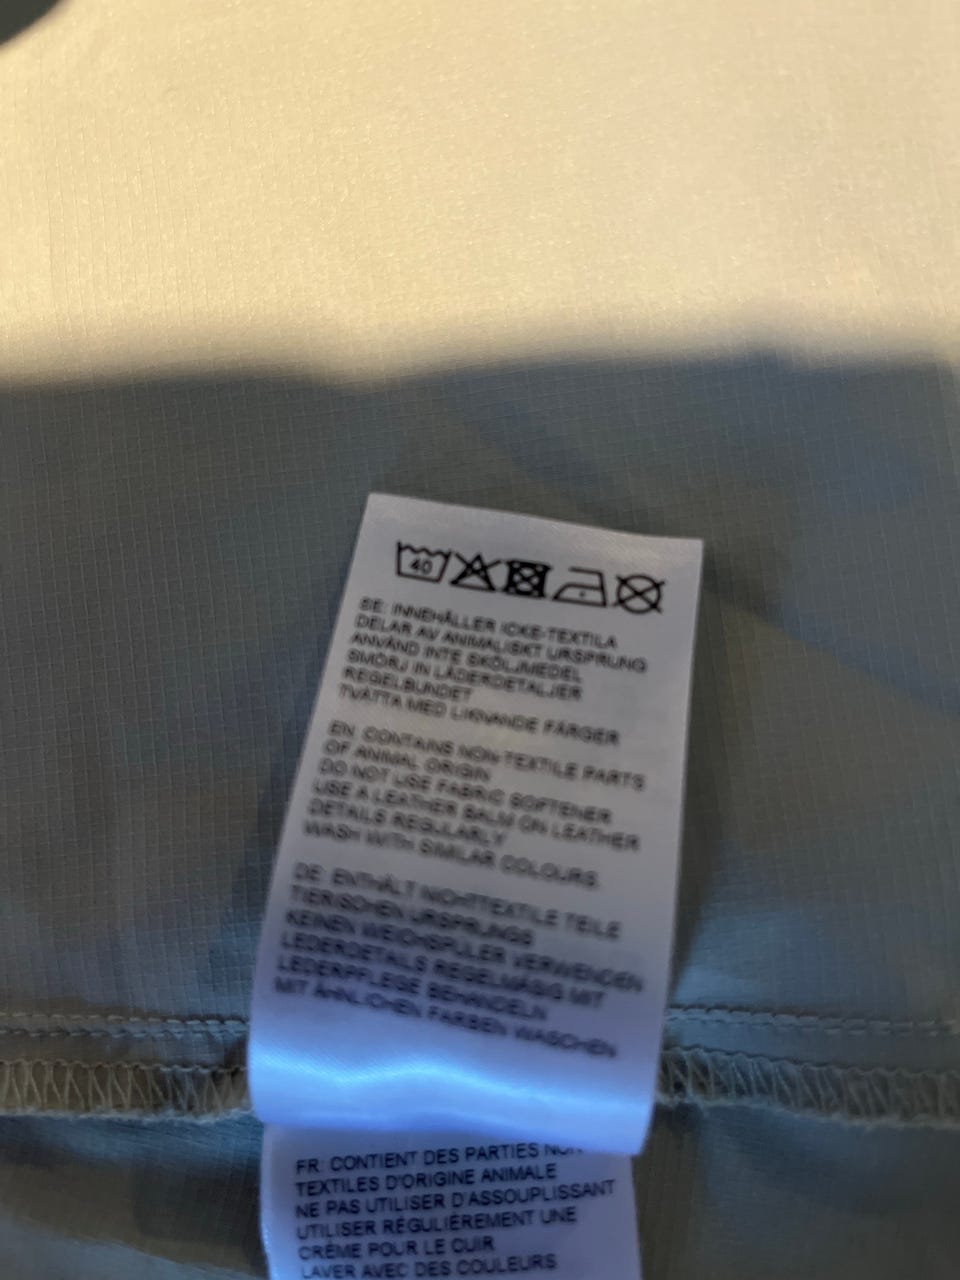 40
SE: INNEHÅLLER ICKE-TEXTILA
DELAR AV ANIMALISKT URSPRUNG
ANVÄND INTE SKÖLJMEDEL
SMÖRJ IN LÄDERDETALJER
REGELBUNDET
TVÄTTA MED LIKNANDE FÄRGER
EN: CONTAINS NON-TEXTILE PARTS
OF ANIMAL ORIGIN
DO NOT USE FABRIC SOFTENER
USE A LEATHER BALM ON LEATHER
DETAILS REGULARLY
WASH WITH SIMILAR COLOURS
DE: ENTHÄLT NICHTTEXTILE TEILE
TIERISCHEN URSPRUNGS
KEINEN WEICHSPÜLER VERWENDEN
LEDERDETAILS REGELMÄSIG MIT
LEDERPFLEGE BEHANDELN
MIT ÄHNLICHEN FARBEN WASCHEN
FR: CONTIENT DES PARTIES NON
TEXTILES D'ORIGINE ANIMALE
NE PAS UTILISER D'ASSOUPLISSANT
UTILISER RÉGULIÈREMENT UNE
CRÈME POUR LE CUIR
LAVER AVEC DES COULEURS